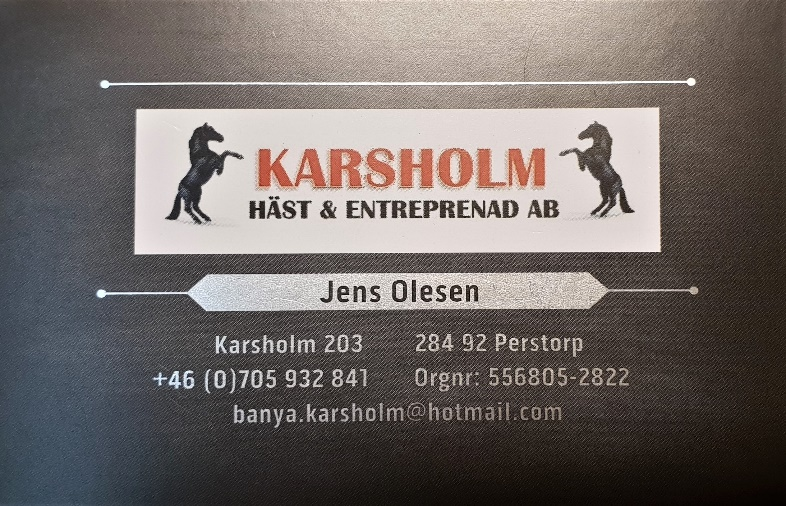 KARSHOLM
HÄST & ENTREPRENAD AB
Jens Olesen
Karsholm 203 284 92 Perstorp
+46 (0)705 932 841 Orgnr: 556805-2822
banya.karsholm@hotmail.com